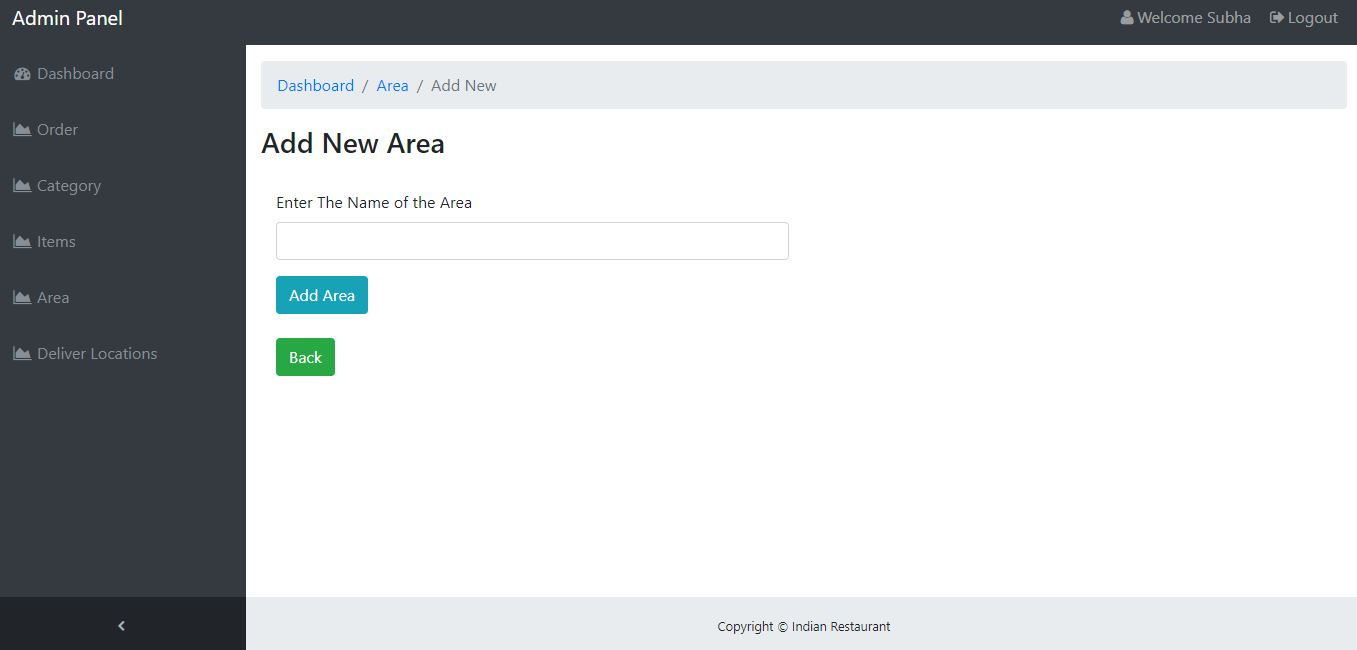 Admin Panel
Welcome Subha
Logout
Dashboard
Order
Category
Items
Area
Deliver Locations
Dashboard / Area / Add New
Add New Area
Enter The Name of the Area
Add Area
Back
Copyright © Indian Restaurant